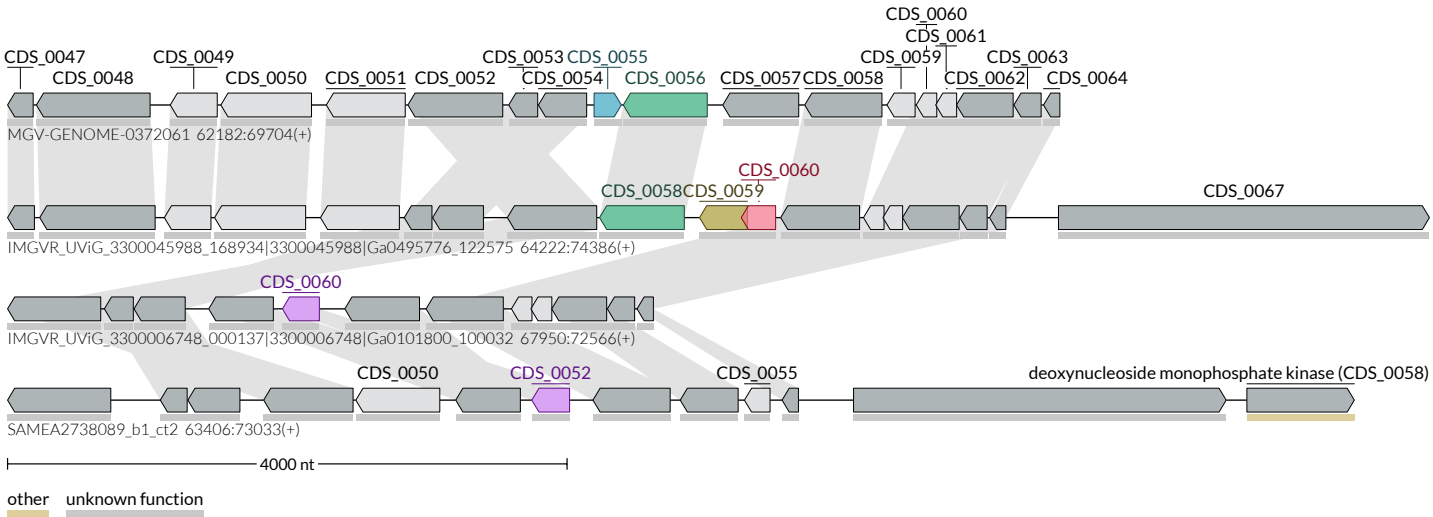 CDS_0060
CDS_0061
CDS_0047 CDS_0049 CDS_0053 CDS_0055 CDS_0059 CDS_0063
CDS_0048 CDS_0050 CDS_0051 CDS_0052 CDS_0054 CDS_0056 CDS_0057 CDS_0058 CDS_0062 CDS_0064
MGV-GENOME-0372061 62182:69704(+)
CDS_0060
CDS_0058 CDS_0059 CDS_0067
IMGVR_UViG_3300045988_168934|3300045988|Ga0495776_122575 64222:74386(+)
CDS_0060
IMGVR_UViG_3300006748_000137|3300006748|Ga0101800_100032 67950:72566(+)
CDS_0050 CDS_0052 CDS_0055 deoxynucleoside monophosphate kinase (CDS_0058)
SAMEA2738089_b1_ct2 63406:73033(+)
4000 nt
other unknown function